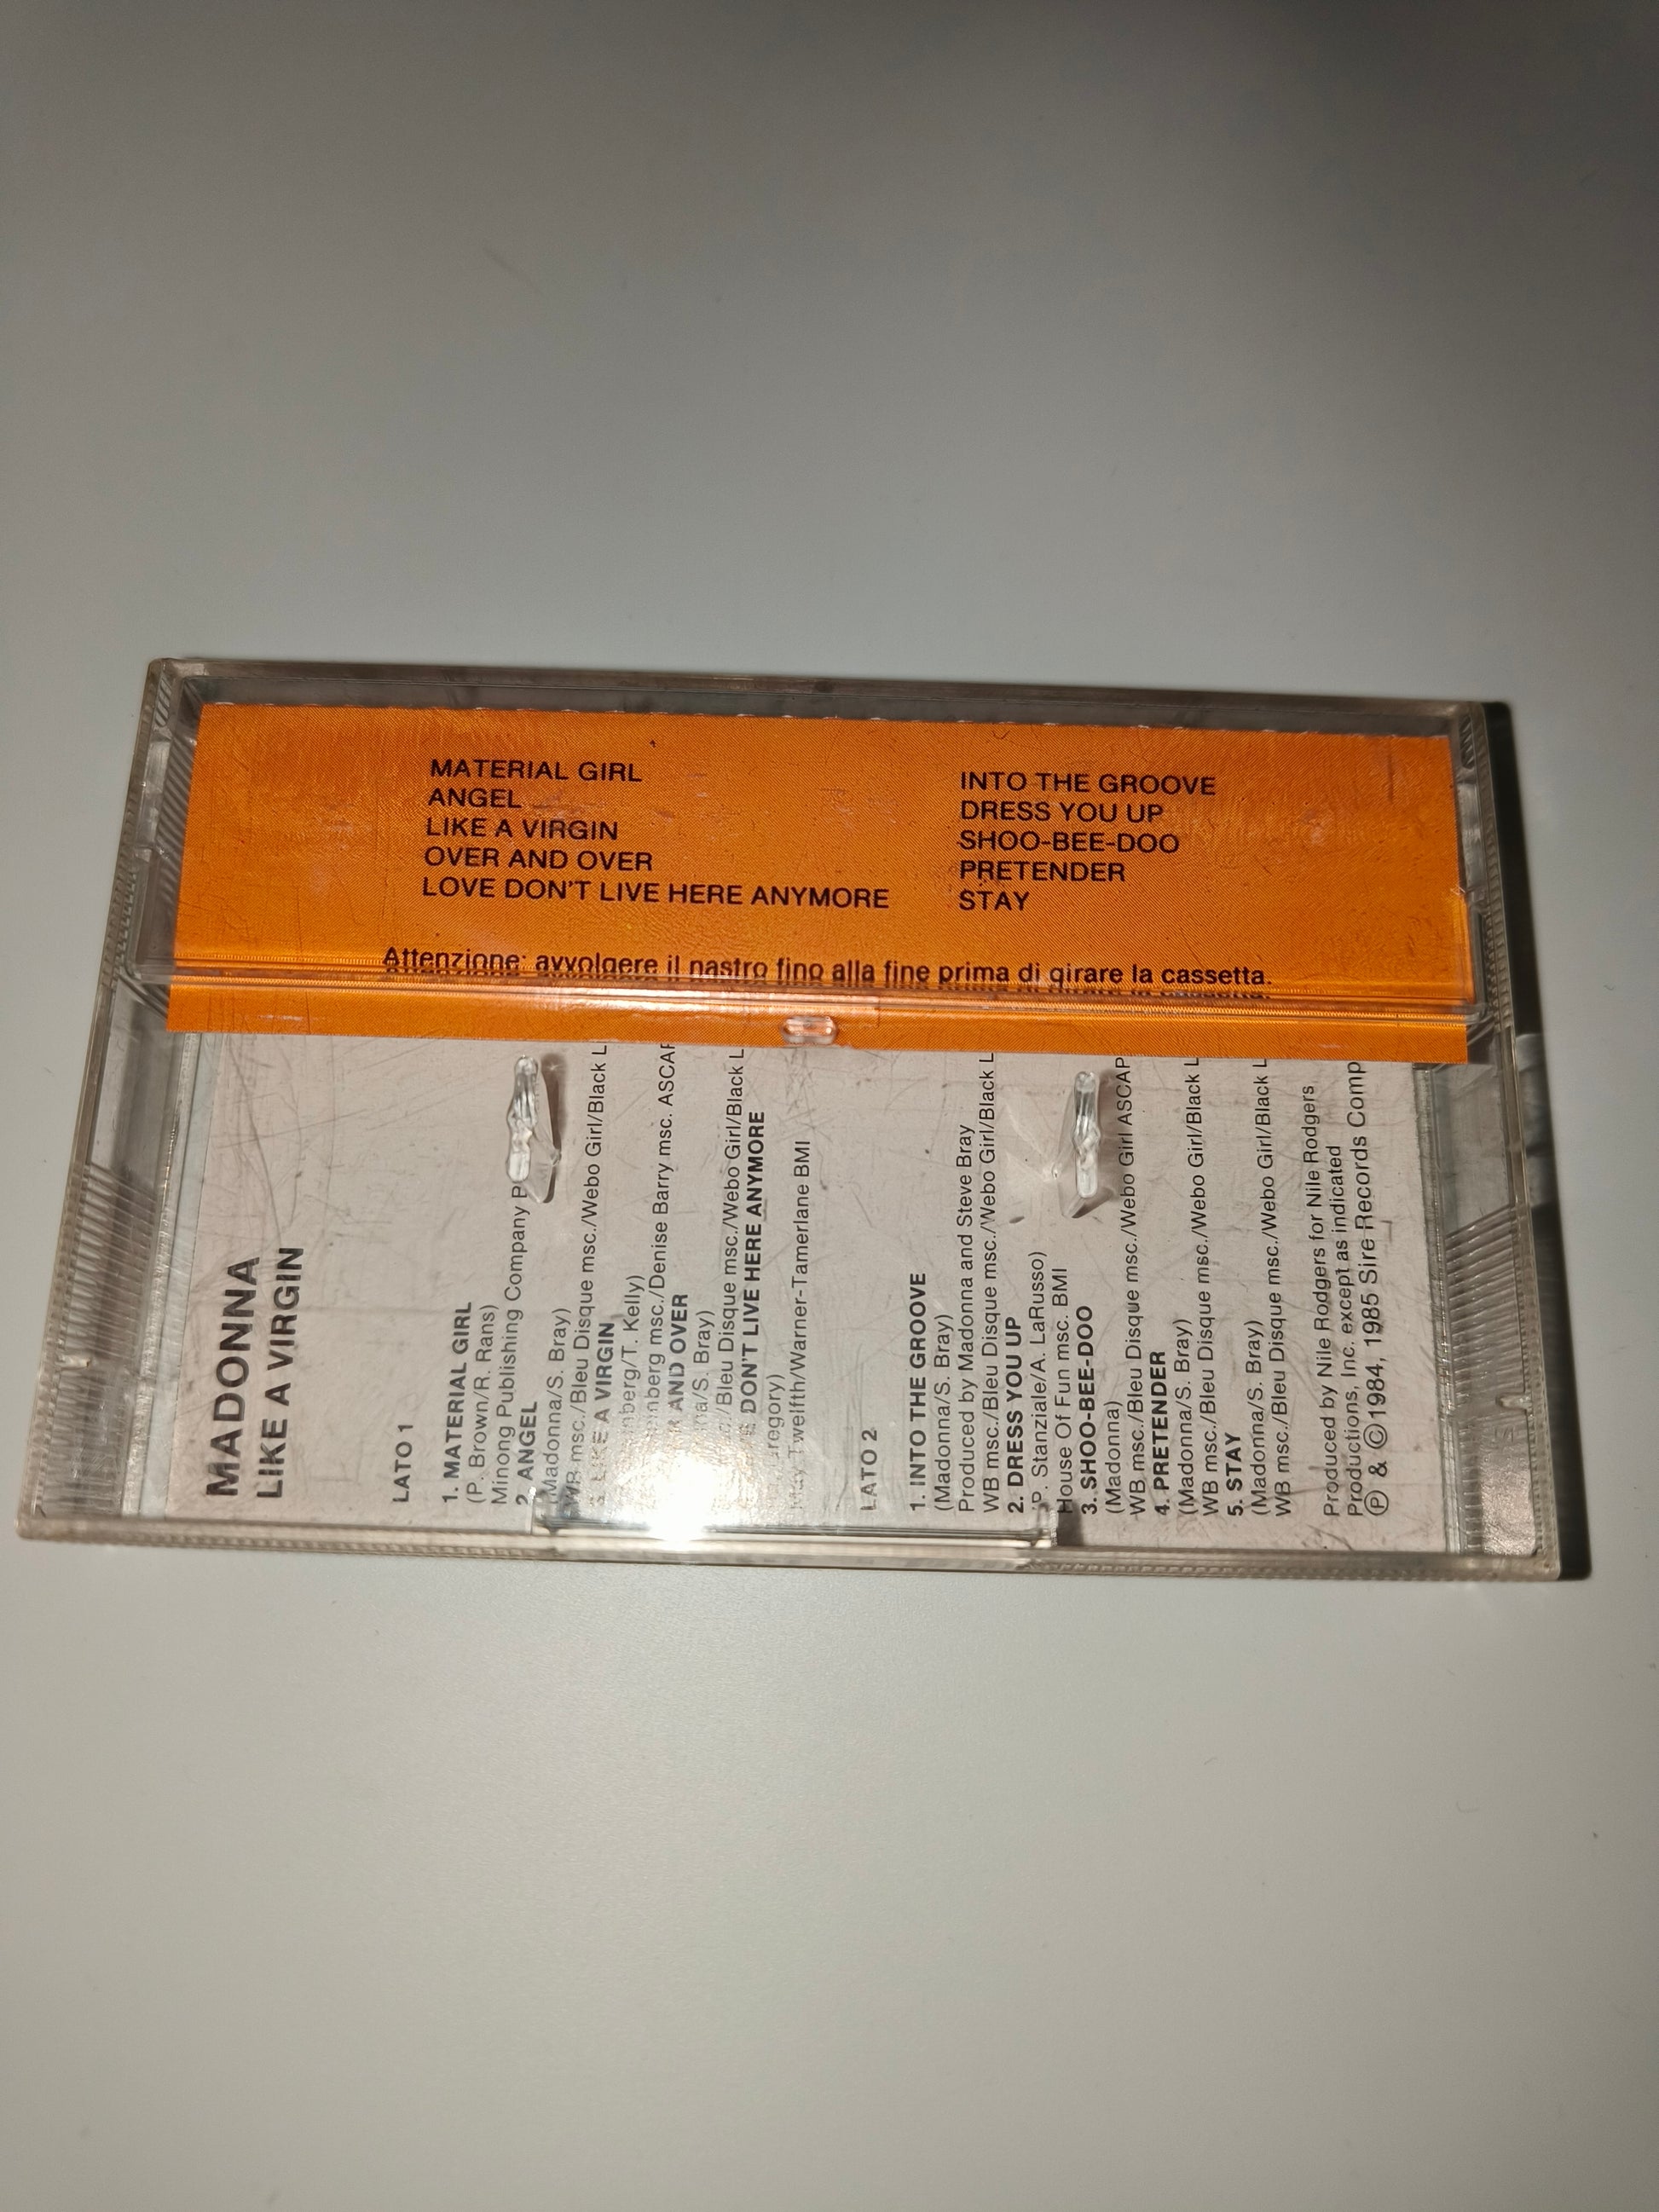 MATERIAL GIRL
ANGEL
LIKE A VIRGIN
OVER AND OVER
LOVE DON'T LIVE HERE ANYMORE
INTO THE GROOVE
DRESS YOU UP
SHOO-BEE-DOO
PRETENDER
STAY
Attenzione: avvolgere il nastro fino alla fine prima di girare la cassetta.
MADONNA
LIKE A VIRGIN
LATO 1
1. MATERIAL GIRL
(P. Brown/R. Rans)
Minong Publishing Company
2. ANGEL
(Madonna/S. Bray)
WB msc./Bleu Disque msc./Webo Girl/Black
LIKE A VIRGIN
T. Kelly)
msc./Denise Barry msc.
AND OVER
S. Bray)
Bleu Disque msc./Webo Girl/Black
DON'T LIVE HERE ANYMORE
May Twelfth/Warner-Tamerlane BMI
LATO 2
1. INTO THE GROOVE
(Madonna/S. Bray)
Produced by Madonna and Steve Bray
WB msc./Bleu Disque msc./Webo Girl/Black
2. DRESS YOU UP
P. Stanziale/A. LaRusso)
House Of Fun msc. BMI
3. SHOO-BEE-DOO
(Madonna)
WB msc./Bleu Disque msc./Webo Girl ASCAP
4. PRETENDER
(Madonna/S. Bray)
WB msc./Bleu Disque msc./Webo Girl/Black
5. STAY
(Madonna/S. Bray)
WB msc./Bleu Disque msc./Webo Girl/Black
Produced by Nile Rodgers for Nile Rodgers
Productions, Inc. except as indicated
Ⓟ & ©1984, 1985 Sire Records Comp